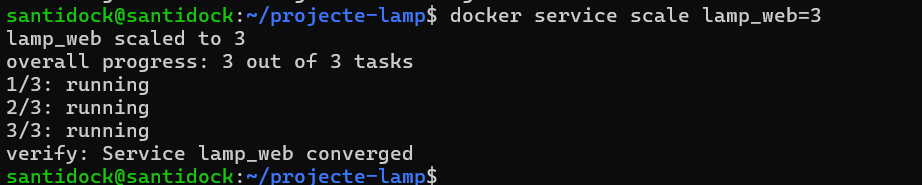 santidock@santidock:~/projecte-lamp$ docker service scale lamp_web=3
lamp_web scaled to 3
overall progress: 3 out of 3 tasks
1/3: running
2/3: running
3/3: running
verify: Service lamp_web converged
santidock@santidock:~/projecte-lamp$